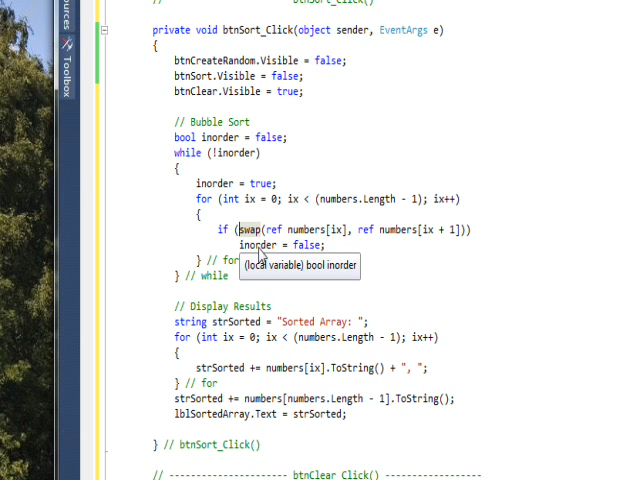 // btnSort_Click()
private void btnSort_Click(object sender, EventArgs e)
{
btnCreateRandom.Visible = false;
btnSort.Visible = false;
btnClear.Visible = true;
// Bubble Sort
bool inorder = false;
while (!inorder)
{
inorder = true;
for (int ix = 0; ix < (numbers.Length - 1); ix++)
{
if (swap(ref numbers[ix], ref numbers[ix + 1]))
inorder = false;
} // for
(local variable) bool inorder
} // while
// Display Results
string strSorted = "Sorted Array: ";
for (int ix = 0; ix < (numbers.Length - 1); ix++)
{
strSorted += numbers[ix].ToString() + ", ";
} // for
strSorted += numbers[numbers.Length - 1].ToString();
lblSortedArray.Text = strSorted;
} // btnSort_Click()
// ---------------------- btnClear_Click() ------------------
Toolbox